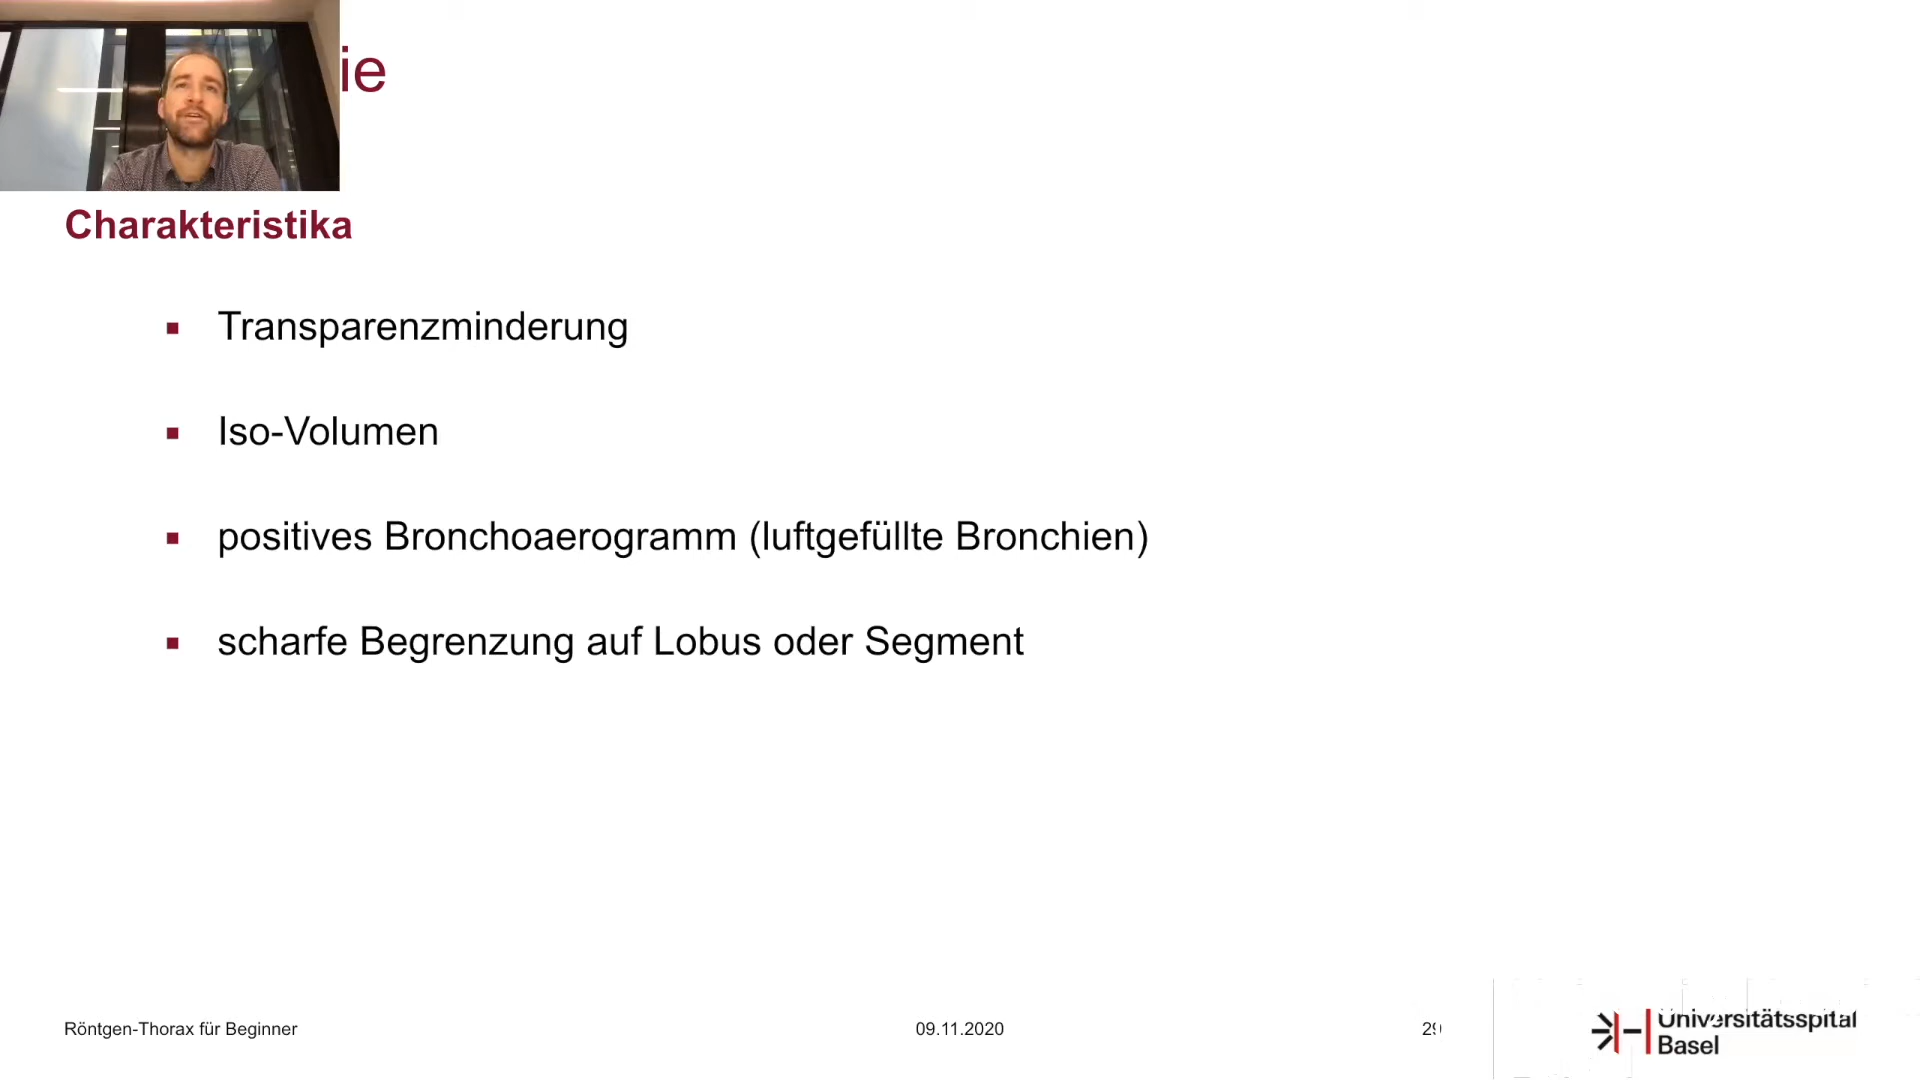 ie
Charakteristika
Transparenzminderung
Iso-Volumen
positives Bronchoaerogramm (luftgefüllte Bronchien)
scharfe Begrenzung auf Lobus oder Segment
Röntgen-Thorax für Beginner
09.11.2020
Universitätsspital
Basel